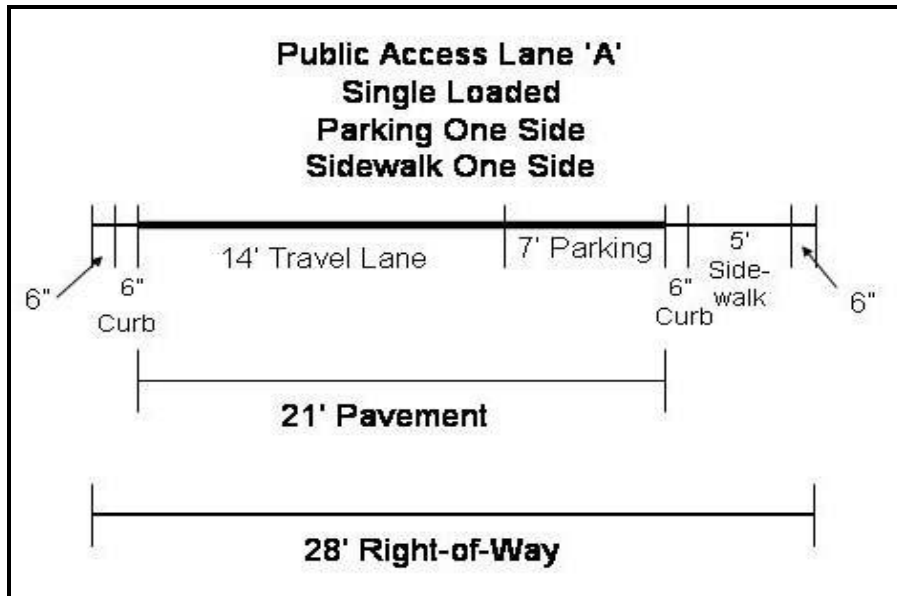 Public Access Lane 'A'
Single Loaded
Parking One Side
Sidewalk One Side
14' Travel Lane
7' Parking
5'
Side-
walk
6"
6"
Curb
6"
Curb
6"
21' Pavement
28' Right-of-Way